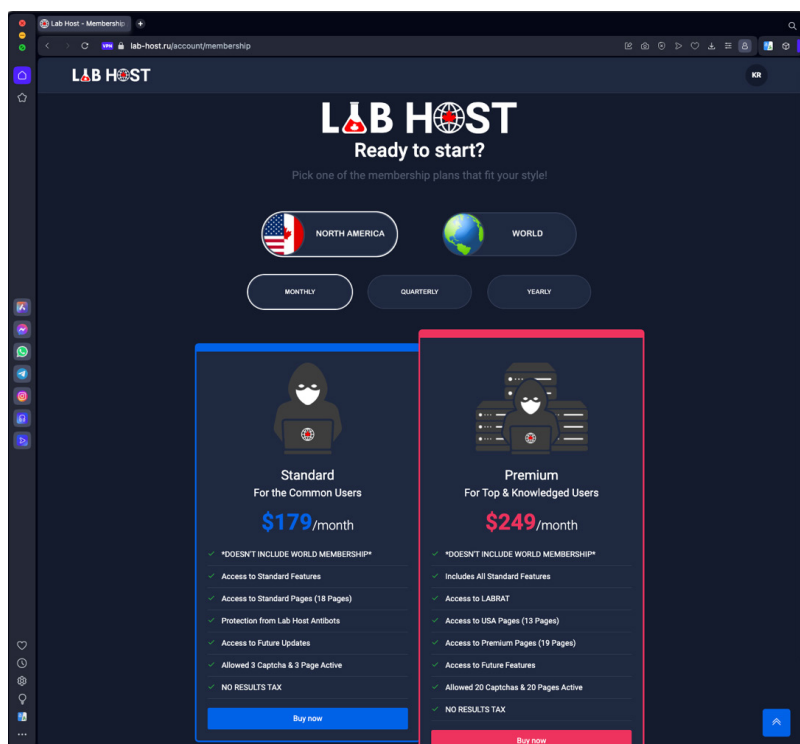 Lab Host - Membership
VPN lab-host.ru/account/membership
LAB HOST
KR
LAB HOST
Ready to start?
Pick one of the membership plans that fit your style!
NORTH AMERICA
WORLD
MONTHLY
QUARTERLY
YEARLY
Standard
For the Common Users
$179/month
*DOESN'T INCLUDE WORLD MEMBERSHIP*
Access to Standard Features
Access to Standard Pages (18 Pages)
Protection from Lab Host Antibots
Access to Future Updates
Allowed 3 Captcha & 3 Page Active
NO RESULTS TAX
Buy now
Premium
For Top & Knowledged Users
$249/month
*DOESN'T INCLUDE WORLD MEMBERSHIP*
Includes All Standard Features
Access to LABRAT
Access to USA Pages (13 Pages)
Access to Premium Pages (19 Pages)
Access to Future Features
Allowed 20 Captchas & 20 Pages Active
NO RESULTS TAX
Buy now